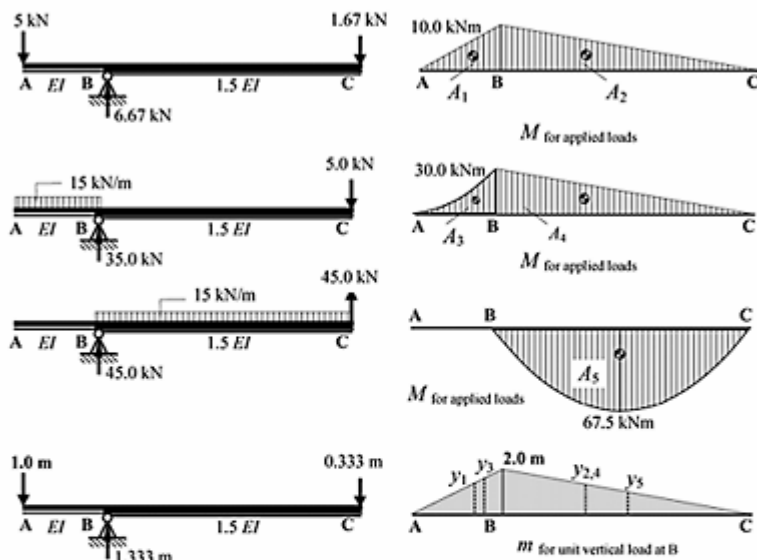 5 kN
1.67 kN
A EI B 1.5 EI C
6.67 kN
10.0 kNm
A B C
A1 A2
M for applied loads
15 kN/m
5.0 kN
A EI B 1.5 EI C
35.0 kN
30.0 kNm
A B C
A3 A4
M for applied loads
15 kN/m
45.0 kN
A EI B 1.5 EI C
45.0 kN
A B C
A5
M for applied loads
67.5 kNm
1.0 m
0.333 m
A EI B 1.5 EI C
1.333 m
y1 y3 2.0 m y2,4 y5
A B C
m for unit vertical load at B